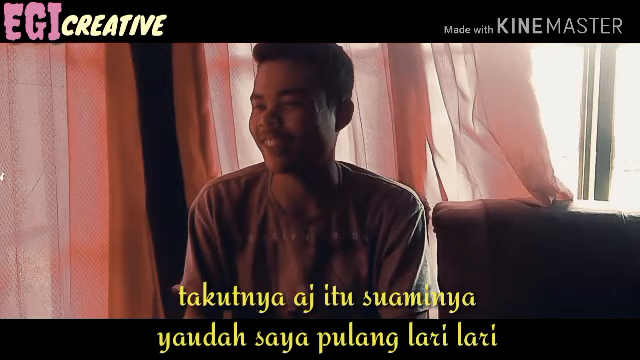 EGI CREATIVE
Made with KINEMASTER
takutnya aj itu suaminya
yaudah saya pulang lari lari